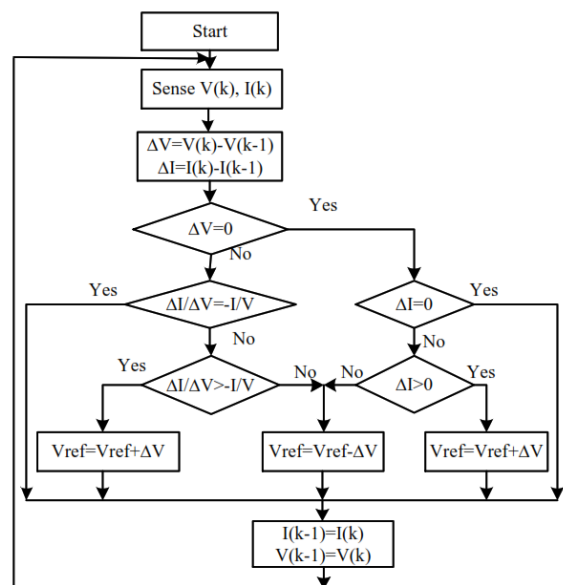 Start
Sense V(k), I(k)
ΔV=V(k)-V(k-1)
ΔI=I(k)-I(k-1)
Yes
ΔV=0
No
Yes
ΔI/ΔV=-I/V
ΔI=0
Yes
No
No
Yes
ΔI/ΔV>-I/V
No
No
ΔI>0
Yes
Vref=Vref+ΔV
Vref=Vref-ΔV
Vref=Vref+ΔV
I(k-1)=I(k)
V(k-1)=V(k)